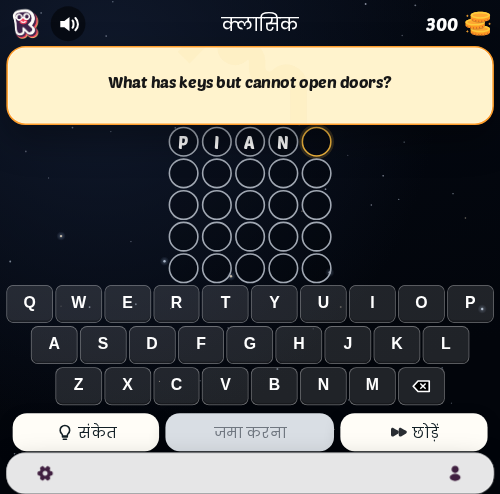 क्लासिक
300
What has keys but cannot open doors?
P I A N
Q W E R T Y U I O P
A S D F G H J K L
Z X C V B N M
संकेत जमा करना छोड़ें